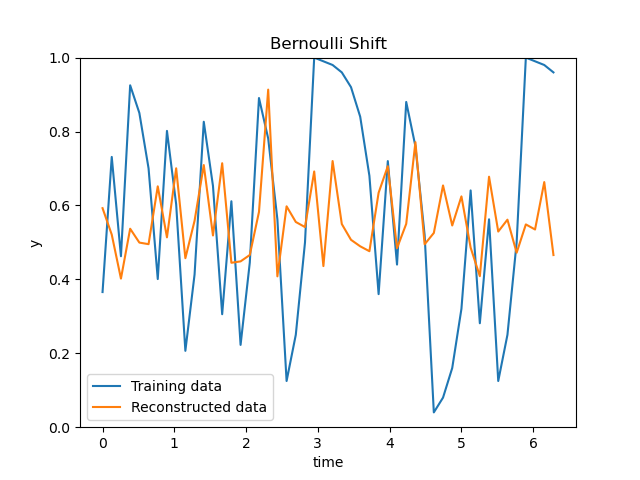 Bernoulli Shift
1.0
0.8
0.6
0.4
0.2
0.0
y
Training data
Reconstructed data
0 1 2 3 4 5 6
time